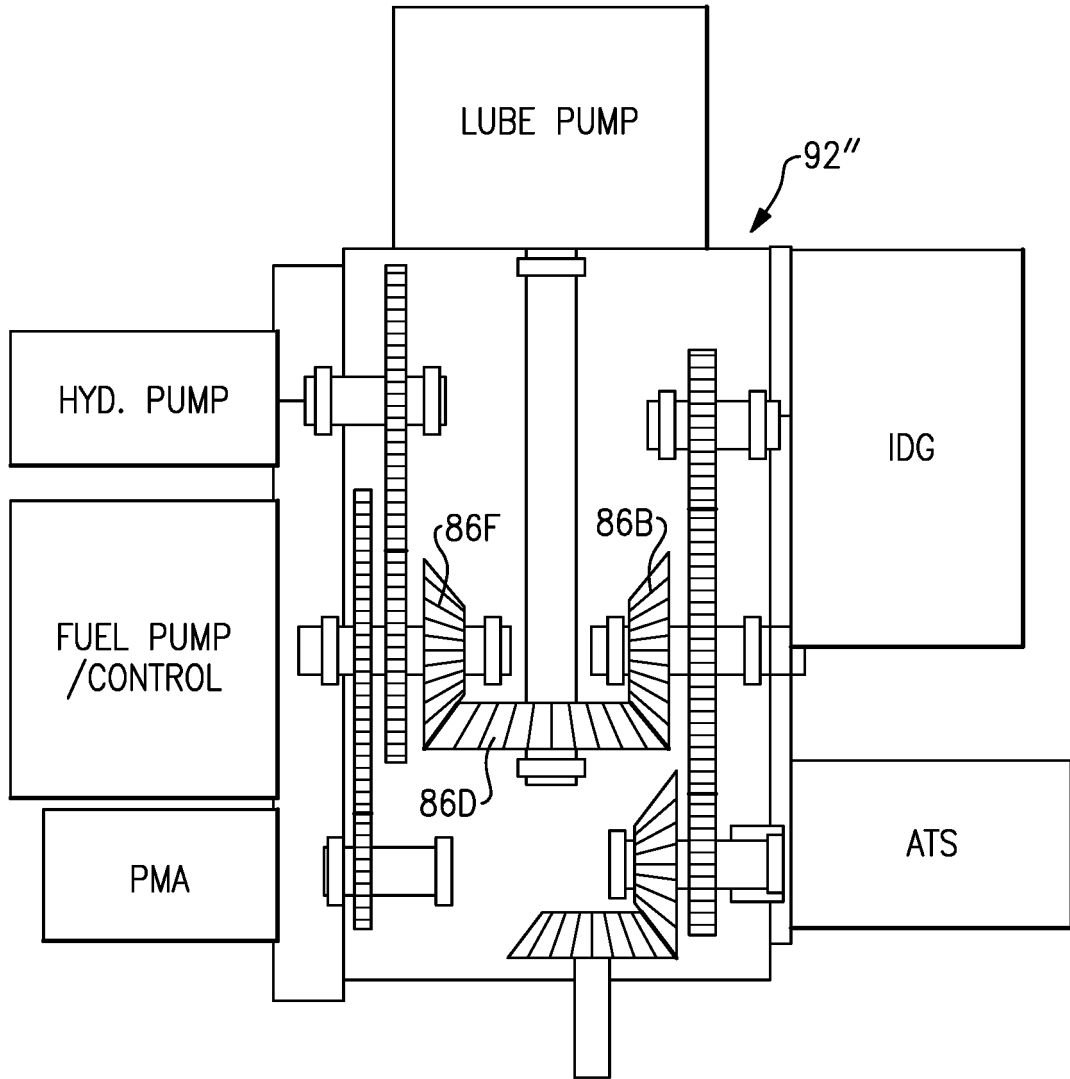 LUBE PUMP
92″
HYD. PUMP
IDG
86F
86B
FUEL PUMP
/CONTROL
86D
PMA
ATS